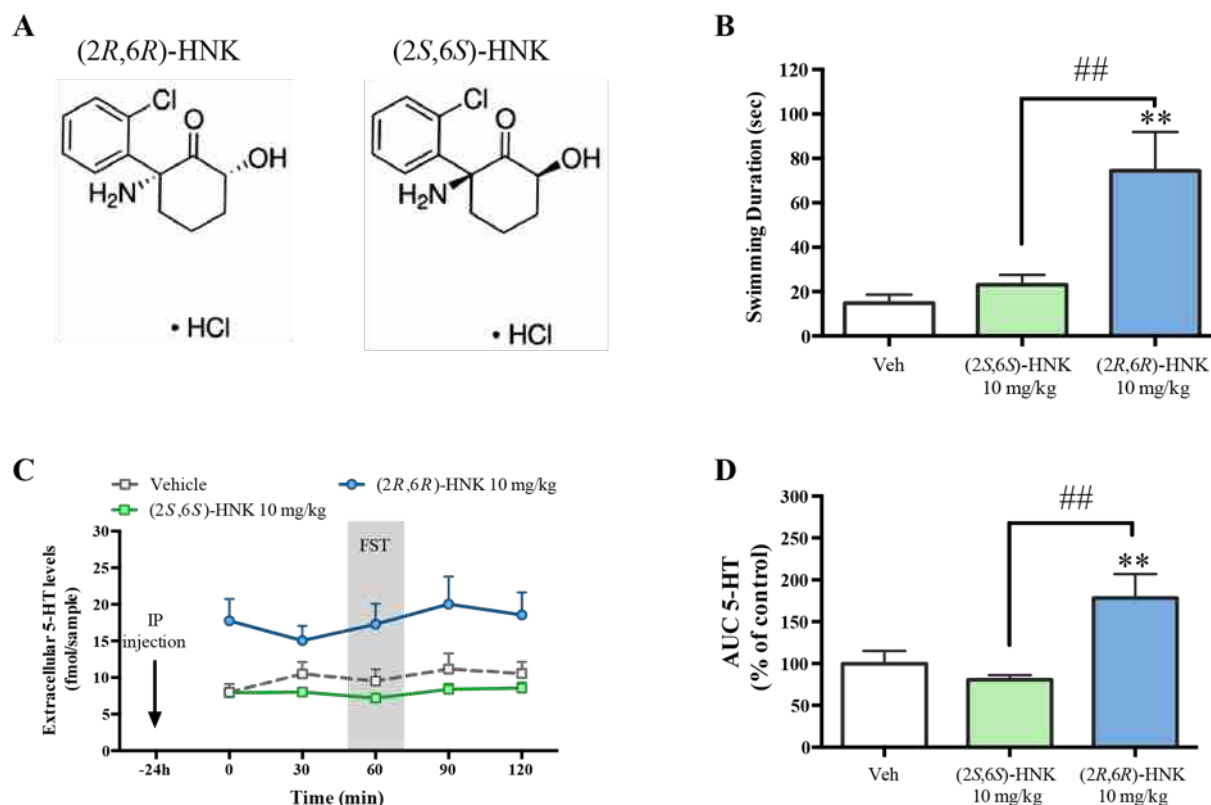 A
(2R,6R)-HNK
(2S,6S)-HNK
Cl
O
OH
H₂N
• HCl
Cl
O
OH
H₂N
• HCl
B
Swimming Duration (sec)
120
100
80
60
40
20
0
##
**
Veh
(2S,6S)-HNK
10 mg/kg
(2R,6R)-HNK
10 mg/kg
C
Vehicle
(2R,6R)-HNK 10 mg/kg
(2S,6S)-HNK 10 mg/kg
Extracellular 5-HT levels
(fmol/sample)
30
25
20
15
10
5
0
IP
injection
FST
-24h
0
30
60
90
120
Time (min)
D
AUC 5-HT
(% of control)
300
250
200
150
100
50
0
##
**
Veh
(2S,6S)-HNK
10 mg/kg
(2R,6R)-HNK
10 mg/kg